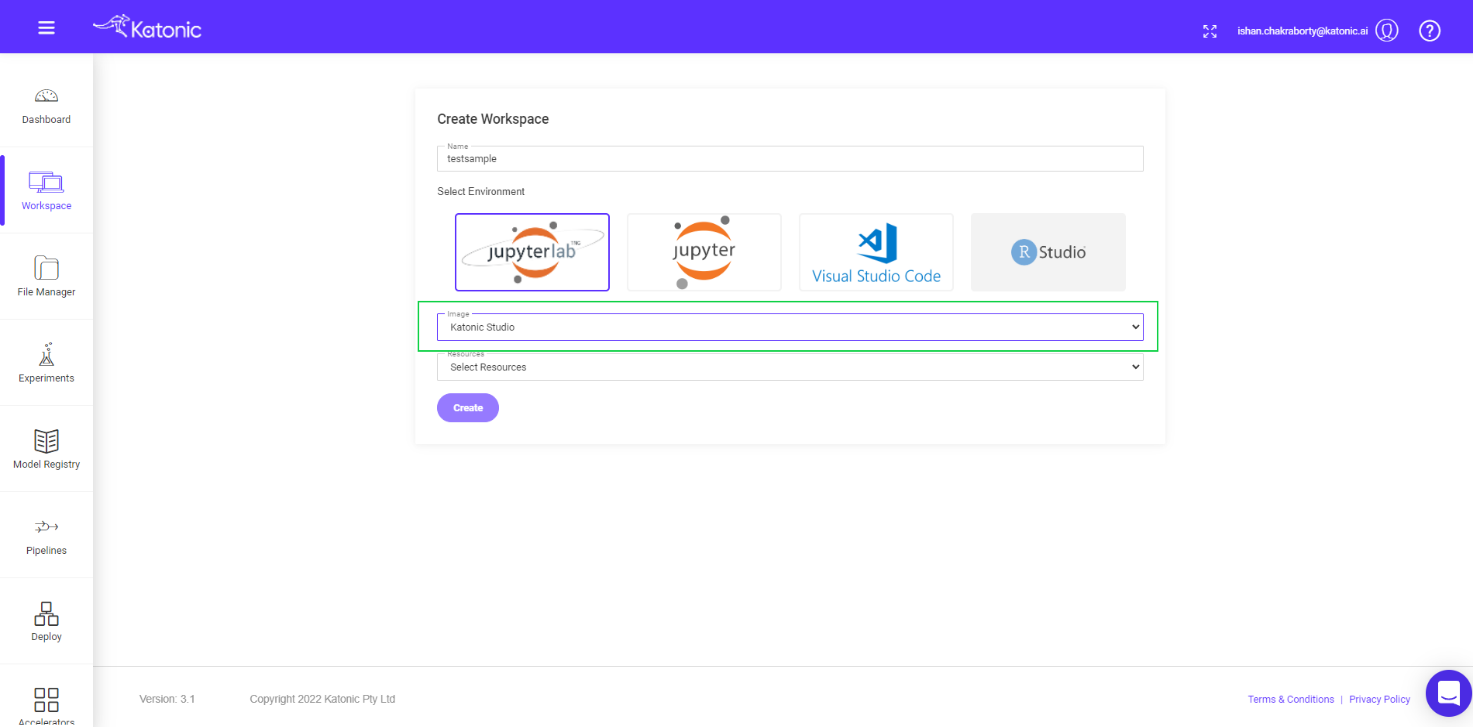 Katonic
ishan.chakraborty@katonic.ai
?
Dashboard
Workspace
File Manager
Experiments
Model Registry
Pipelines
Deploy
Accelerators
Create Workspace
Name
testsample
Select Environment
jupyterlab
jupyter
Visual Studio Code
R Studio
Image
Katonic Studio
Resources
Select Resources
Create
Version: 3.1
Copyright 2022 Katonic Pty Ltd
Terms & Conditions | Privacy Policy